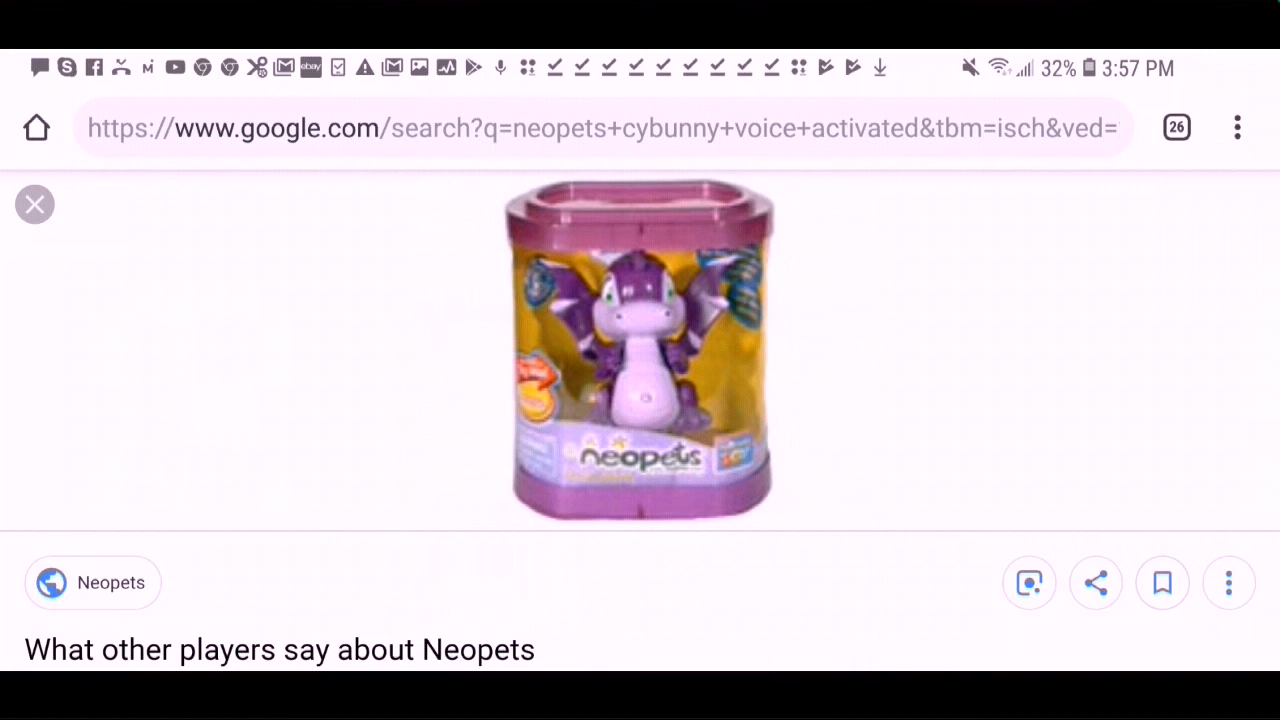 ebay 32% 3:57 PM
https://www.google.com/search?q=neopets+cybunny+voice+activated&tbm=isch&ved= 26
neopets
Neopets
What other players say about Neopets